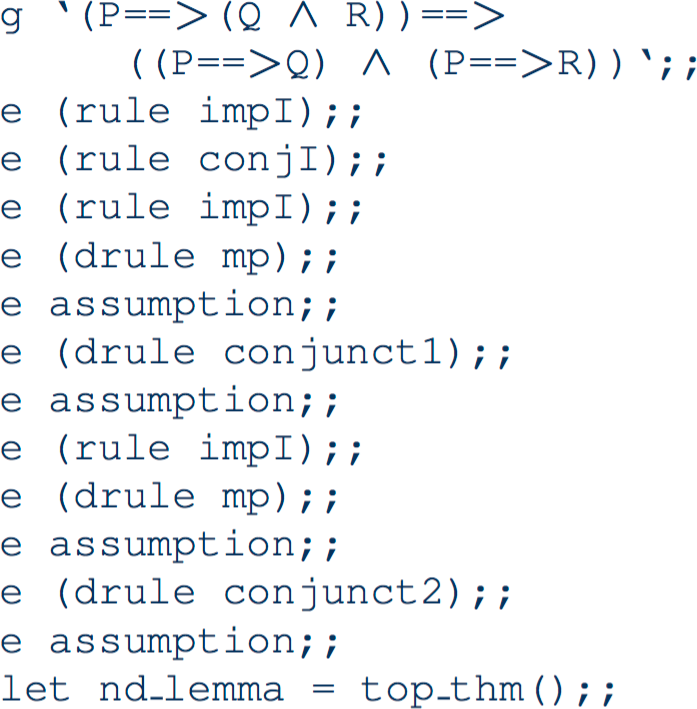 g `(P==>(Q ∧ R))==>
((P==>Q) ∧ (P==>R))`;;
e (rule impI);;
e (rule conjI);;
e (rule impI);;
e (drule mp);;
e assumption;;
e (drule conjunct1);;
e assumption;;
e (rule impI);;
e (drule mp);;
e assumption;;
e (drule conjunct2);;
e assumption;;
let nd_lemma = top_thm();;